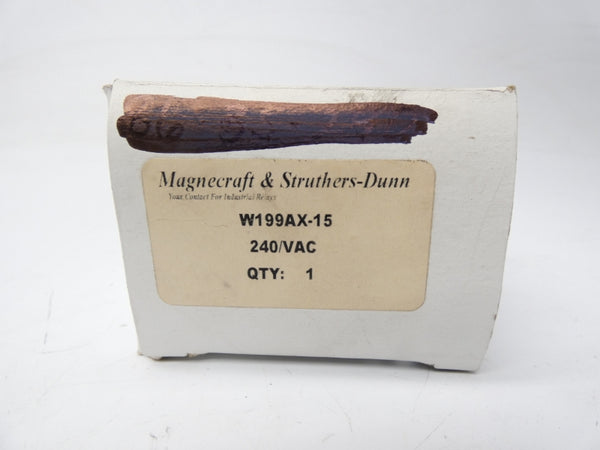 Magnecraft & Struthers-Dunn
Your Contact For Industrial Relays
W199AX-15
240/VAC
QTY: 1